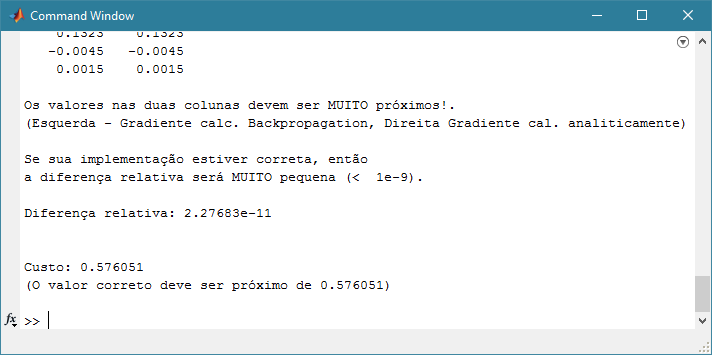 Command Window
0.1323 0.1323
-0.0045 -0.0045
0.0015 0.0015
Os valores nas duas colunas devem ser MUITO próximos!.
(Esquerda - Gradiente calc. Backpropagation, Direita Gradiente cal. analiticamente)
Se sua implementação estiver correta, então
a diferença relativa será MUITO pequena (< 1e-9).
Diferença relativa: 2.27683e-11
Custo: 0.576051
(O valor correto deve ser próximo de 0.576051)
fx >>